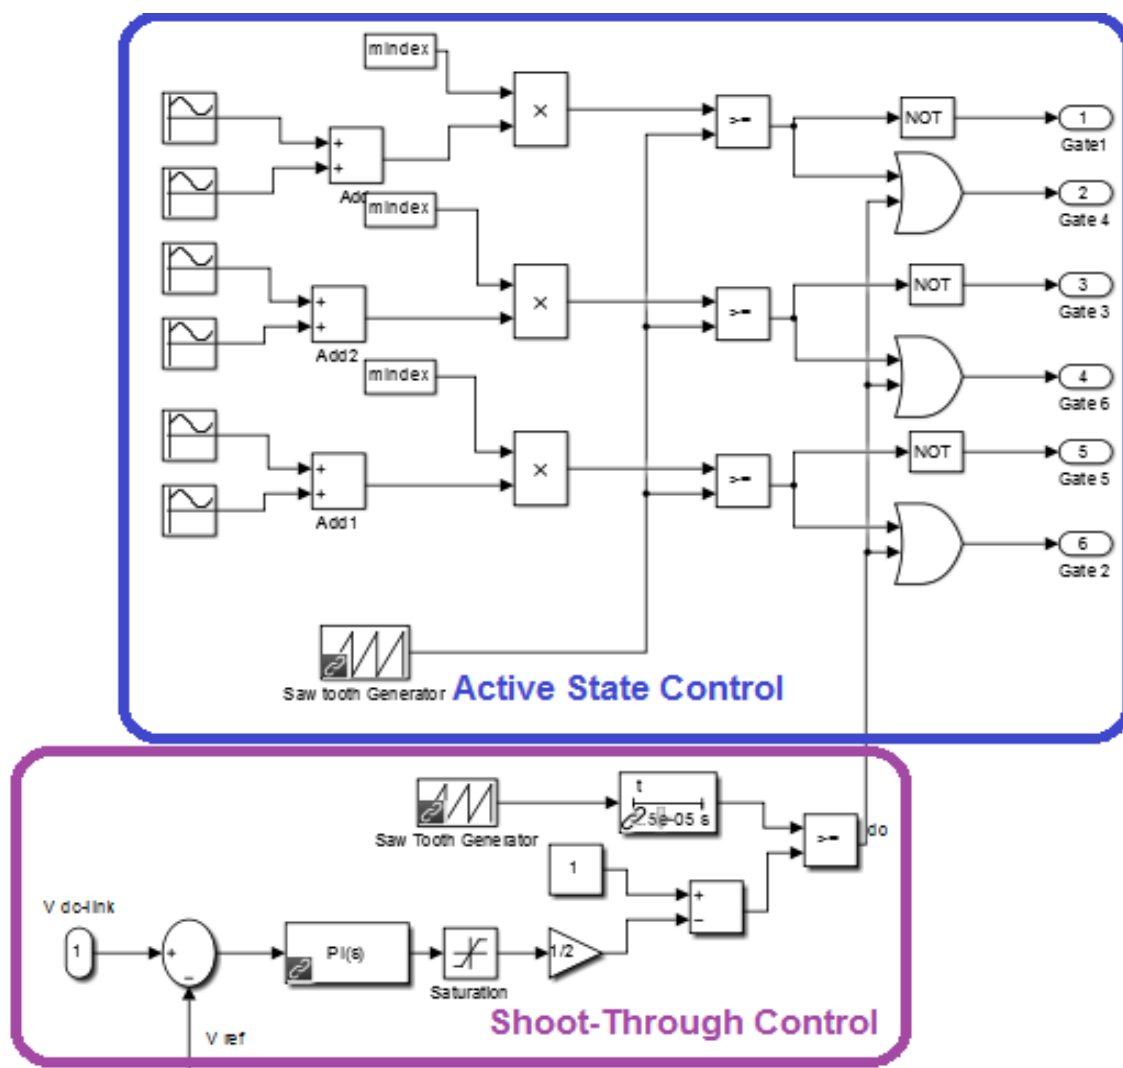 mIndex
×
>=
NOT
1
Gate1
+
+
Add
2
Gate 4
mIndex
×
>=
NOT
3
Gate 3
+
+
Add2
4
Gate 6
mIndex
×
>=
NOT
5
Gate 5
+
+
Add1
6
Gate 2
Saw tooth Generator
Active State Control
t
Saw Tooth Generator
>=
do
1
+
−
V dc-link
1
+
−
PI(s)
Saturation
1/2
V ref
Shoot-Through Control